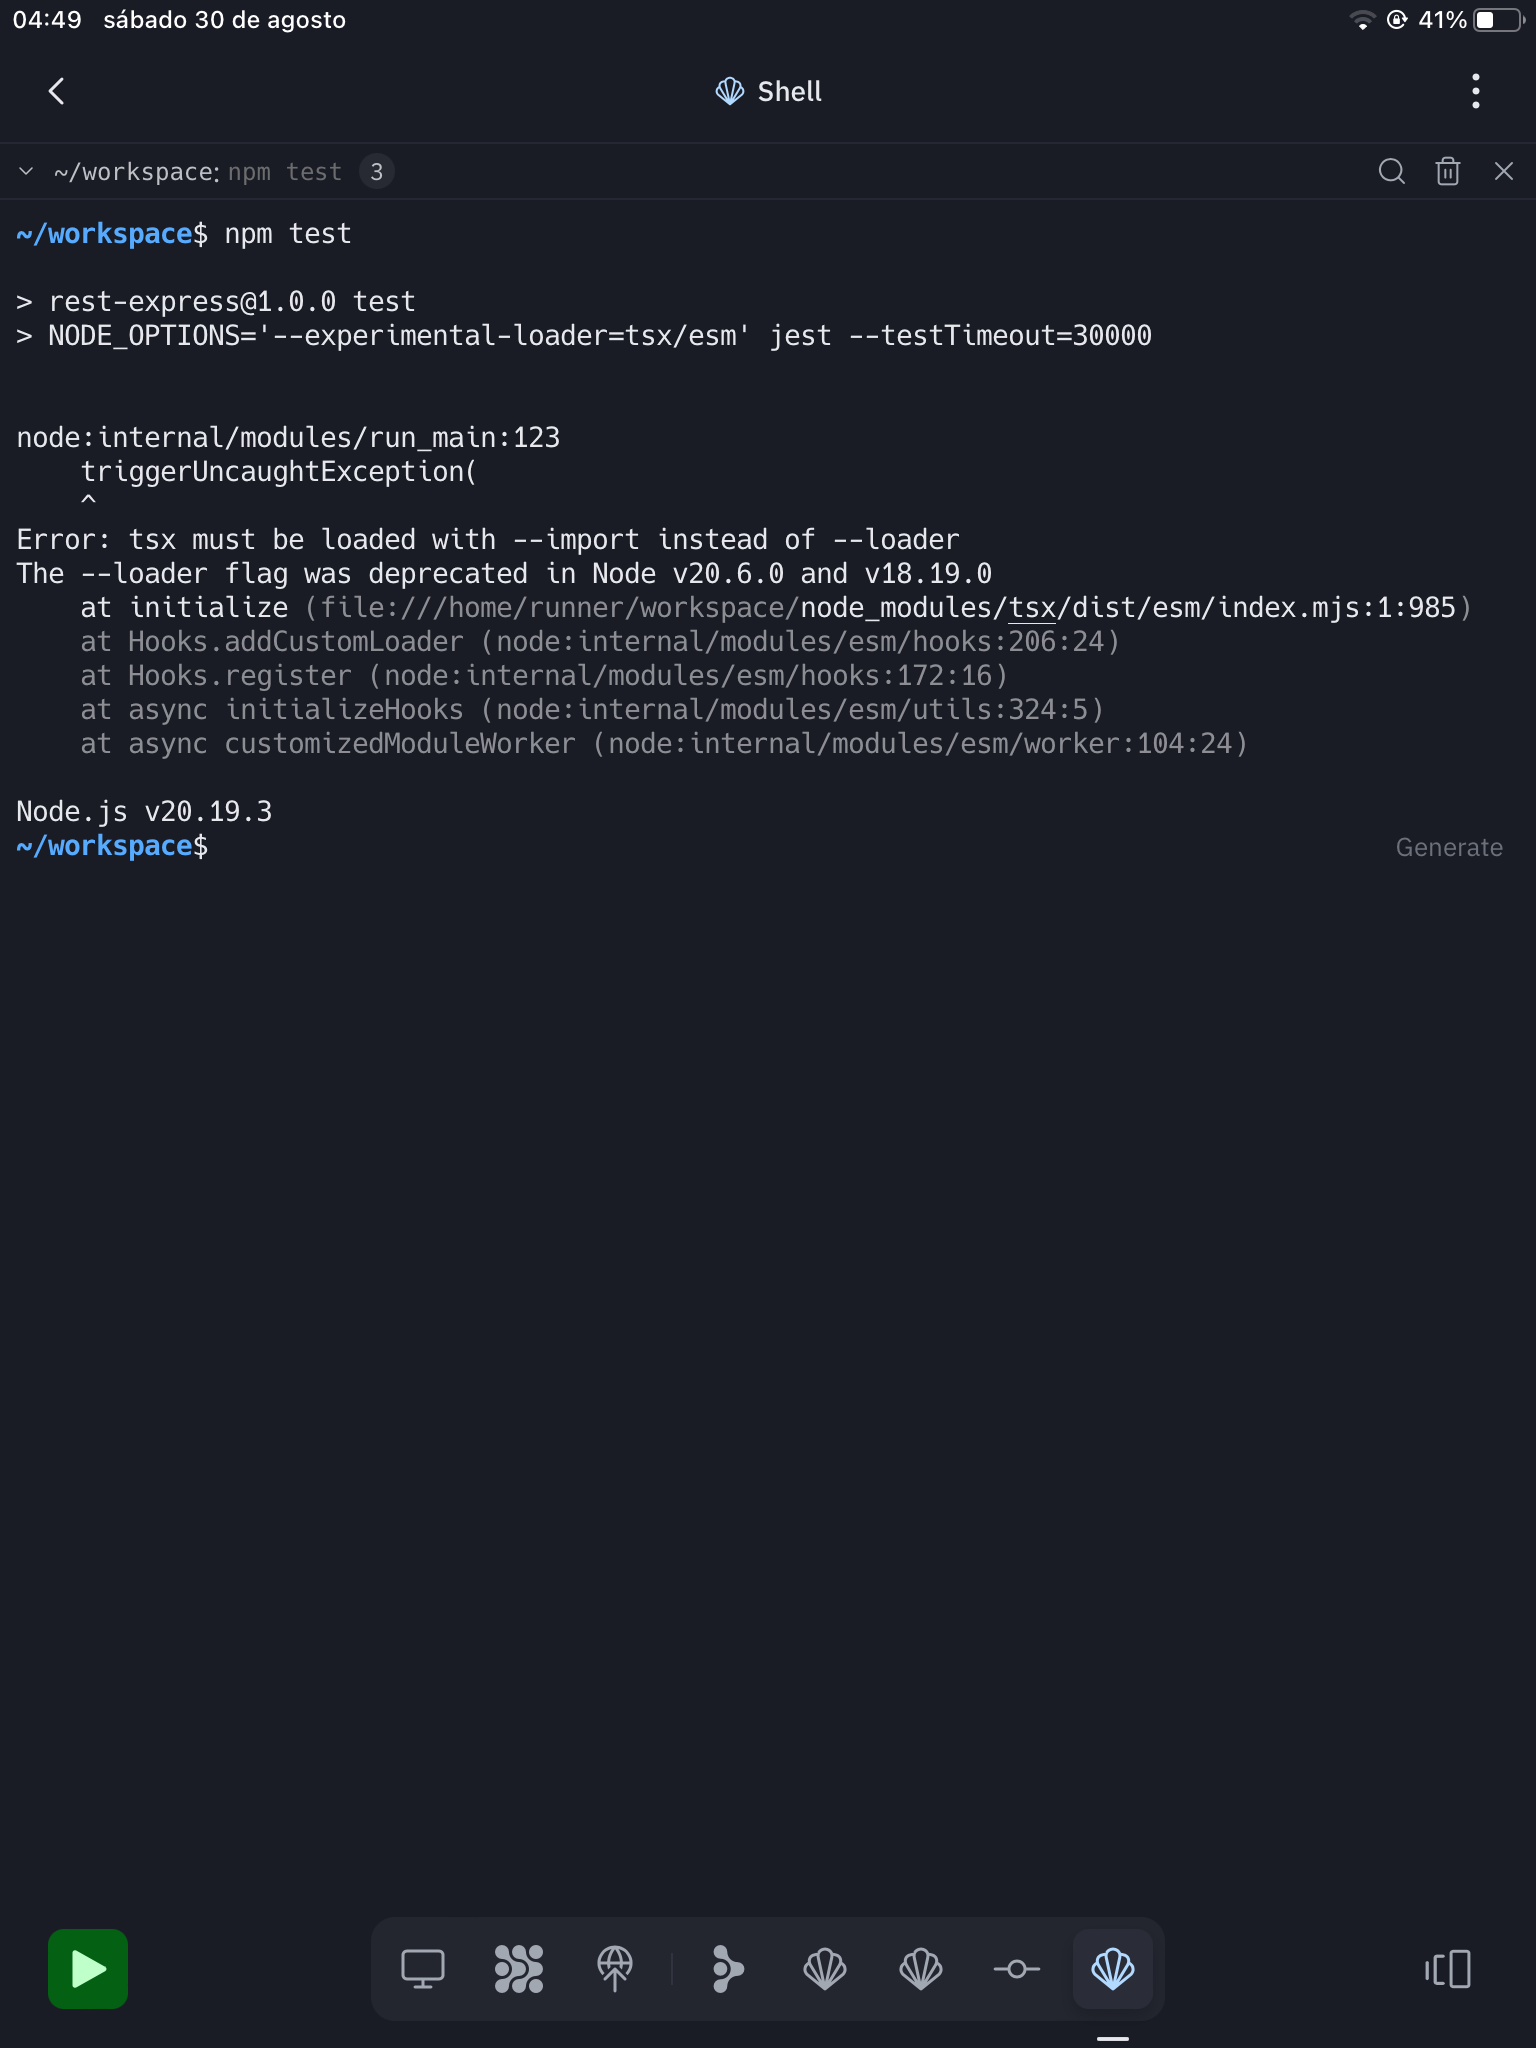 04:49 sábado 30 de agosto 41%
Shell
~/workspace: npm test 3
~/workspace$ npm test
> rest-express@1.0.0 test
> NODE_OPTIONS='--experimental-loader=tsx/esm' jest --testTimeout=30000
node:internal/modules/run_main:123
    triggerUncaughtException(
    ^
Error: tsx must be loaded with --import instead of --loader
The --loader flag was deprecated in Node v20.6.0 and v18.19.0
    at initialize (file:///home/runner/workspace/node_modules/tsx/dist/esm/index.mjs:1:985)
    at Hooks.addCustomLoader (node:internal/modules/esm/hooks:206:24)
    at Hooks.register (node:internal/modules/esm/hooks:172:16)
    at async initializeHooks (node:internal/modules/esm/utils:324:5)
    at async customizedModuleWorker (node:internal/modules/esm/worker:104:24)
Node.js v20.19.3
~/workspace$ Generate